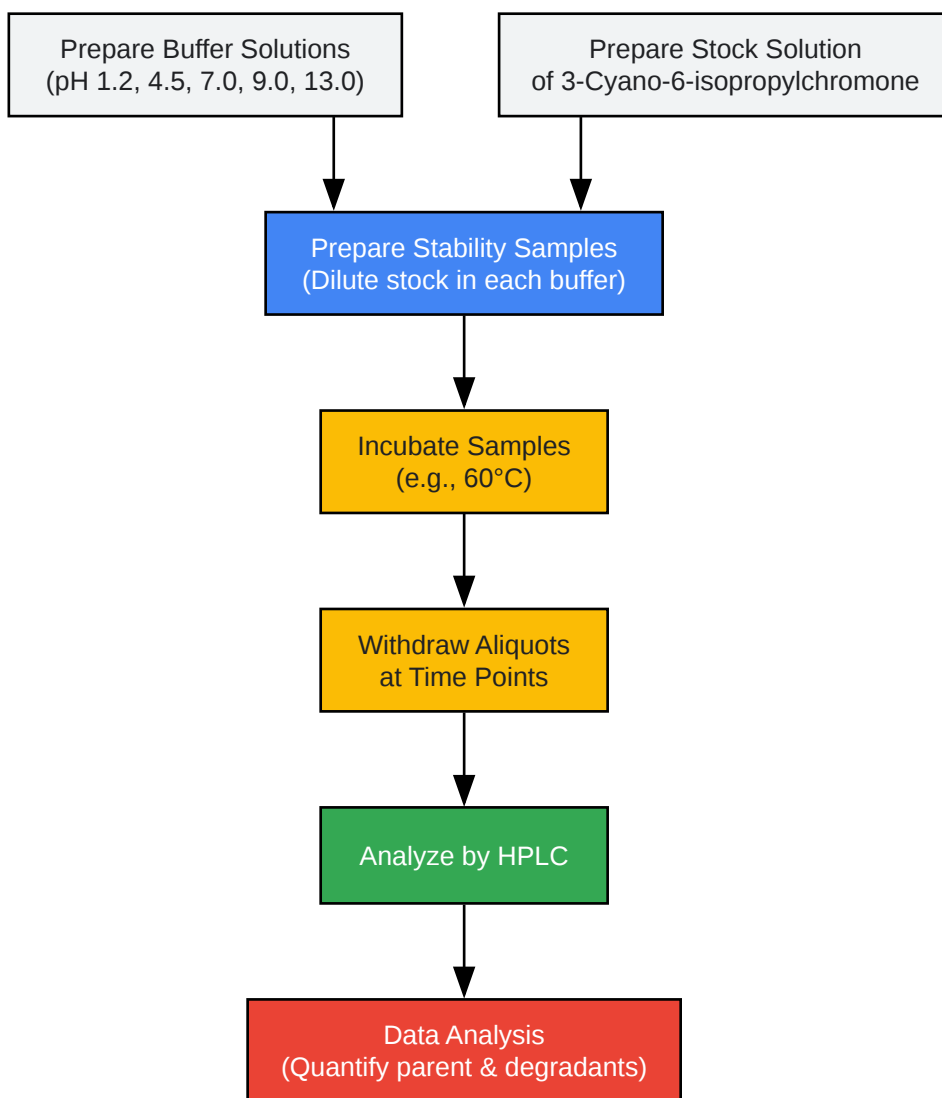 Prepare Buffer Solutions
(pH 1.2, 4.5, 7.0, 9.0, 13.0)
Prepare Stock Solution
of 3-Cyano-6-isopropylchromone
Prepare Stability Samples
(Dilute stock in each buffer)
Incubate Samples
(e.g., 60°C)
Withdraw Aliquots
at Time Points
Analyze by HPLC
Data Analysis
(Quantify parent & degradants)